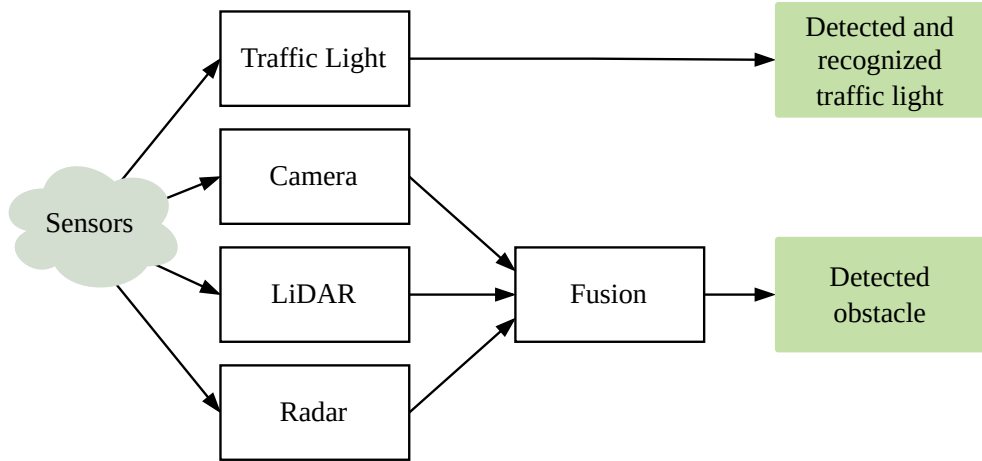 Traffic Light
Detected and
recognized
traffic light
Camera
Sensors
LiDAR
Fusion
Detected
obstacle
Radar